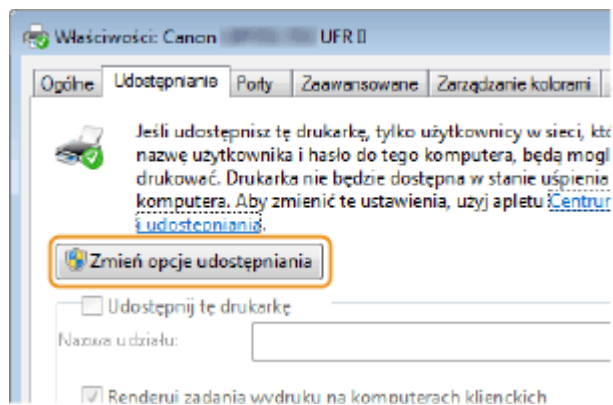 Właściwości: Canon UFR II
Ogólne Udostępnianie Porty Zaawansowane Zarządzanie kolorami
Jeśli udostępnisz tę drukarkę, tylko użytkownicy w sieci,
nazwę użytkownika i hasło do tego komputera, będą
drukować. Drukarka nie będzie dostępna w stanie uśpienia
komputera. Aby zmienić te ustawienia, użyj apletu
i udostępniania.
Zmień opcje udostępniania
Udostępnij tę drukarkę
Nazwa udziału:
Renderuj zadania wydruku na komputerach klienckich